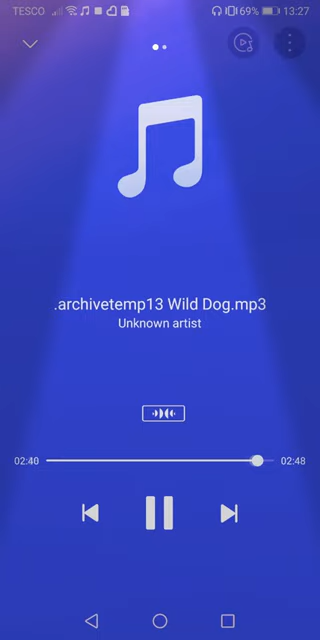 TESCO
69%
13:27
.archivetemp13 Wild Dog.mp3
Unknown artist
02:40
02:48